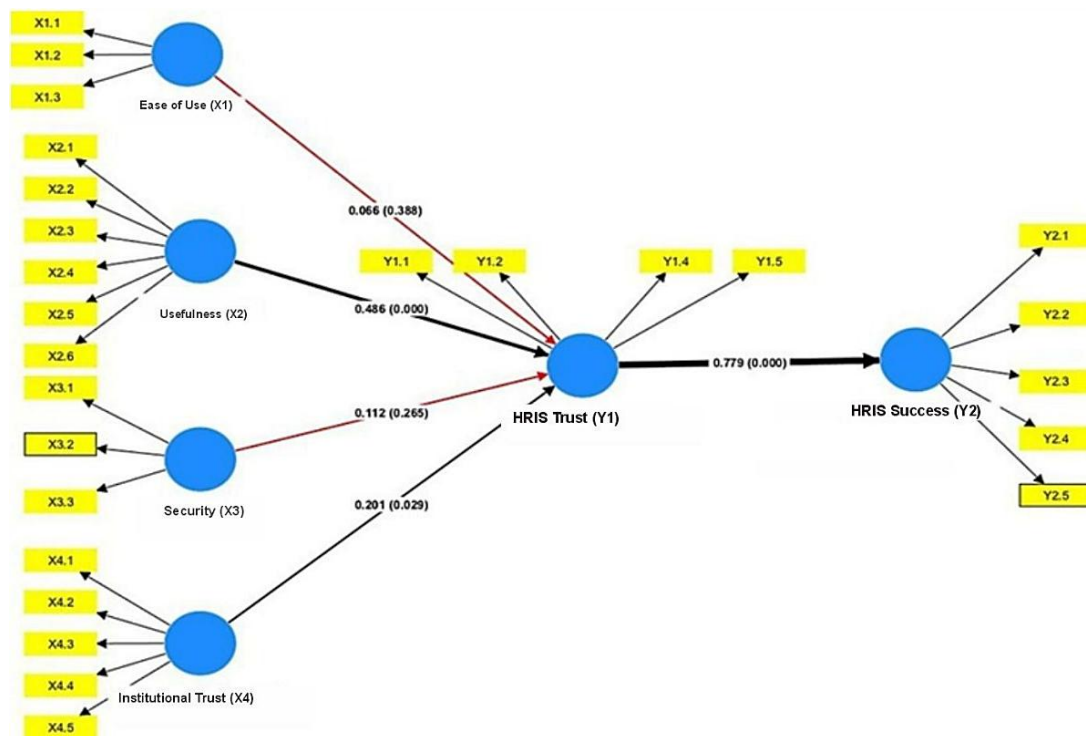 X1.1
X1.2
X1.3
Ease of Use (X1)
X2.1
X2.2
X2.3
X2.4
X2.5
X2.6
Usefulness (X2)
X3.1
X3.2
X3.3
Security (X3)
X4.1
X4.2
X4.3
X4.4
X4.5
Institutional Trust (X4)
0.066 (0.388)
0.486 (0.000)
0.112 (0.265)
0.201 (0.029)
Y1.1
Y1.2
Y1.4
Y1.5
HRIS Trust (Y1)
0.779 (0.000)
HRIS Success (Y2)
Y2.1
Y2.2
Y2.3
Y2.4
Y2.5